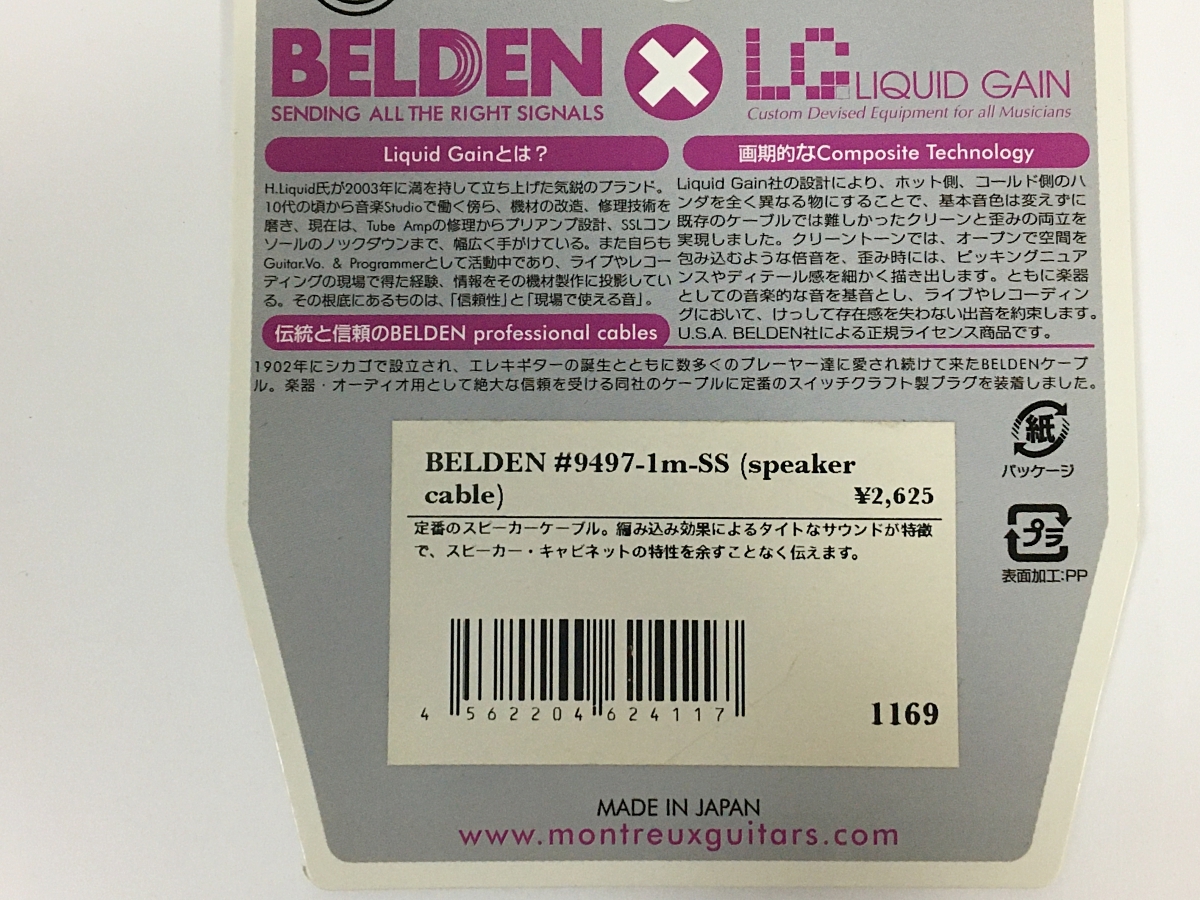 BELDEN
SENDING ALL THE RIGHT SIGNALS
LG LIQUID GAIN
Custom Devised Equipment for all Musicians
Liquid Gainとは？
H.Liquid氏が2003年に満を持して立ち上げた気鋭のブランド。
10代の頃から音楽Studioで働く傍ら、機材の改造、修理技術を
磨き、現在は、Tube Ampの修理からプリアンプ設計、SSLコン
ソールのノックダウンまで、幅広く手がけている。また自らも
Guitar.Vo. & Programmerとして活動中であり、ライブやレコー
ディングの現場で得た経験、情報をその機材製作に投影してい
る。その根底にあるものは、「信頼性」と「現場で使える音」。
画期的なComposite Technology
Liquid Gain社の設計により、ホット側、コールド側のハ
ンダを全く異なる物にすることで、基本音色は変えずに
既存のケーブルでは難しかったクリーンと歪みの両立を
実現しました。クリーントーンでは、オープンで空間を
包み込むような倍音を、歪み時には、ピッキングニュア
ンスやディテール感を細かく描き出します。ともに楽器
としての音楽的な音を基音とし、ライブやレコーディン
グにおいて、けっして存在感を失わない出音を約束します。
U.S.A. BELDEN社による正規ライセンス商品です。
伝統と信頼のBELDEN professional cables
1902年にシカゴで設立され、エレキギターの誕生とともに数多くのプレーヤー達に愛され続けて来たBELDENケーブ
ル。楽器・オーディオ用として絶大な信頼を受ける同社のケーブルに定番のスイッチクラフト製プラグを装着しました。
紙
パッケージ
プラ
表面加工:PP
BELDEN #9497-1m-SS (speaker
cable) ¥2,625
定番のスピーカーケーブル。編み込み効果によるタイトなサウンドが特徴
で、スピーカー・キャビネットの特性を余すことなく伝えます。
4 562204 624117
1169
MADE IN JAPAN
www.montreuxguitars.com